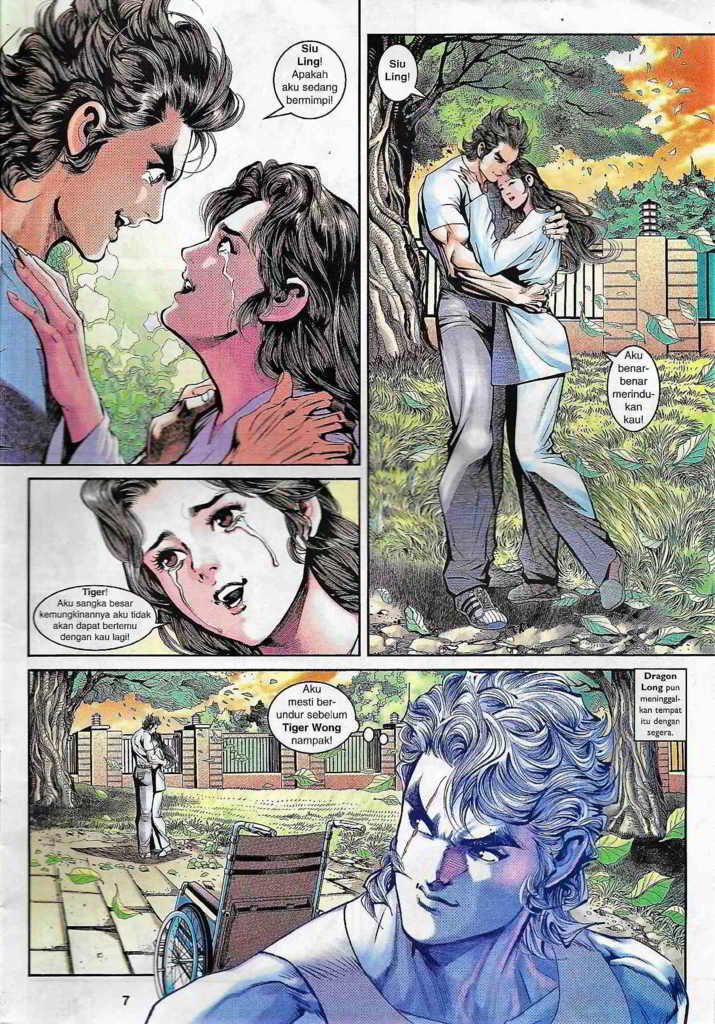 Siu
Ling!
Apakah
aku sedang
bermimpi!
Siu
Ling!
Aku
benar-
benar
merindu-
kan
kau!
Tiger!
Aku sangka besar
kemungkinannya aku tidak
akan dapat bertemu
dengan kau lagi!
Aku
mesti ber-
undur sebelum
Tiger Wong
nampak!
Dragon
Long pun
meninggal-
kan tempat
itu dengan
segera.
7